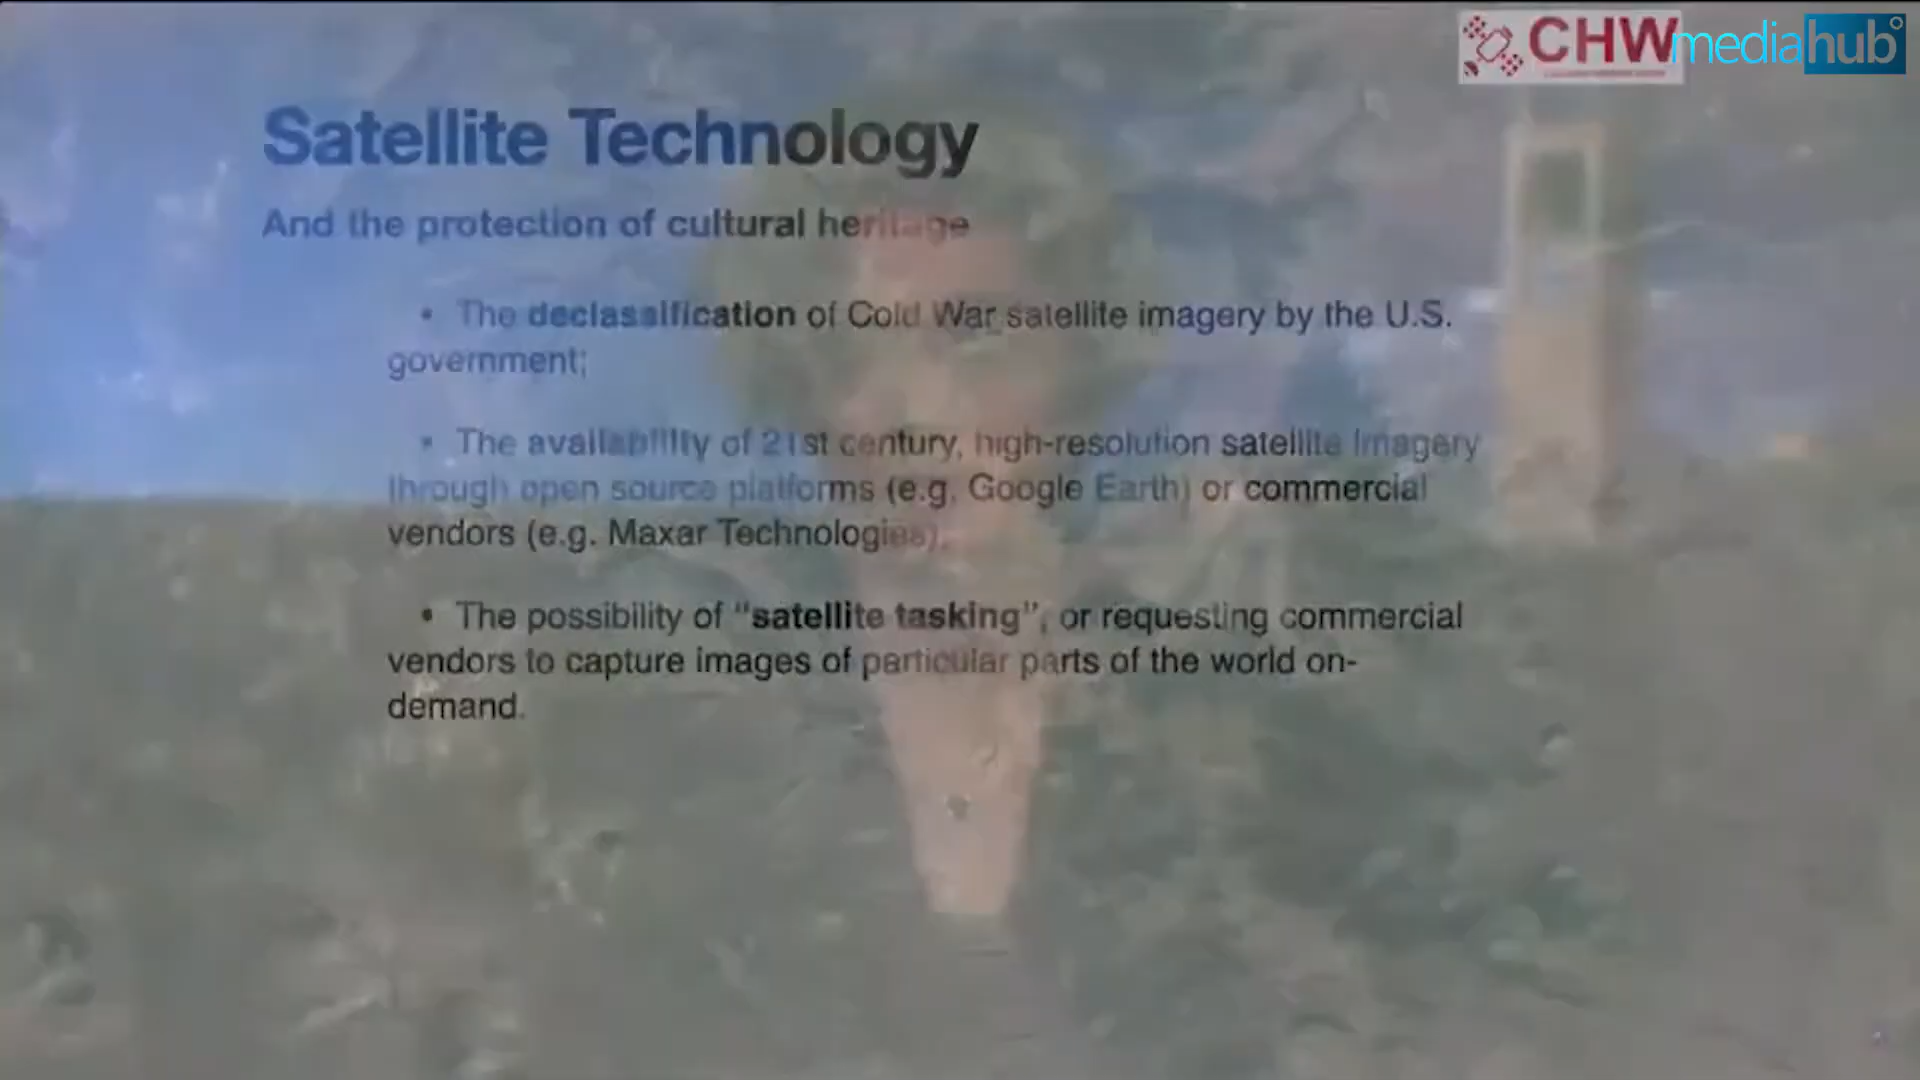 CHW
mediahub
Satellite Technology
And the protection of cultural heritage
• The declassification of Cold War satellite imagery by the U.S.
government;
• The availability of 21st century, high-resolution satellite imagery
through open source platforms (e.g. Google Earth) or commercial
vendors (e.g. Maxar Technologies),
• The possibility of "satellite tasking", or requesting commercial
vendors to capture images of particular parts of the world on-
demand.